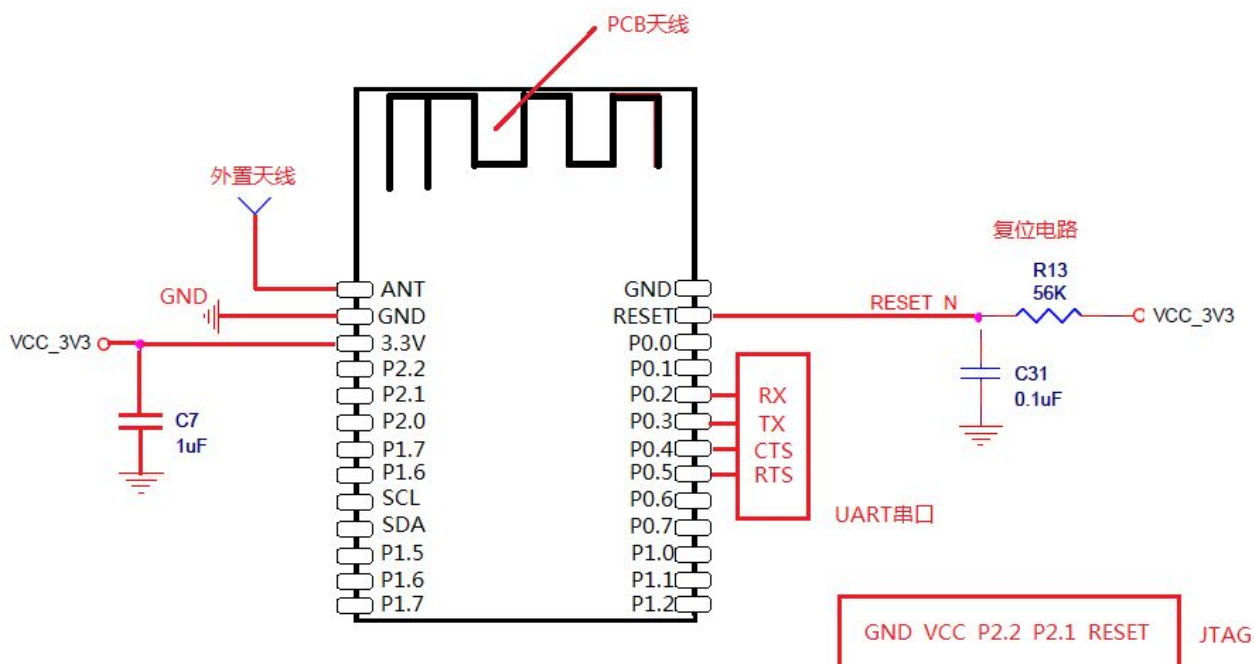 PCB天线
外置天线
复位电路
R13
56K
ANT
GND
GND
GND
RESET
RESET_N
VCC_3V3
VCC_3V3
3.3V
P0.0
P2.2
P0.1
P2.1
P0.2
RX
C31
0.1uF
C7
1uF
P2.0
P0.3
TX
P1.7
P0.4
CTS
P1.6
P0.5
RTS
SCL
P0.6
SDA
P0.7
UART串口
P1.5
P1.0
P1.6
P1.1
P1.7
P1.2
GND VCC P2.2 P2.1 RESET
JTAG